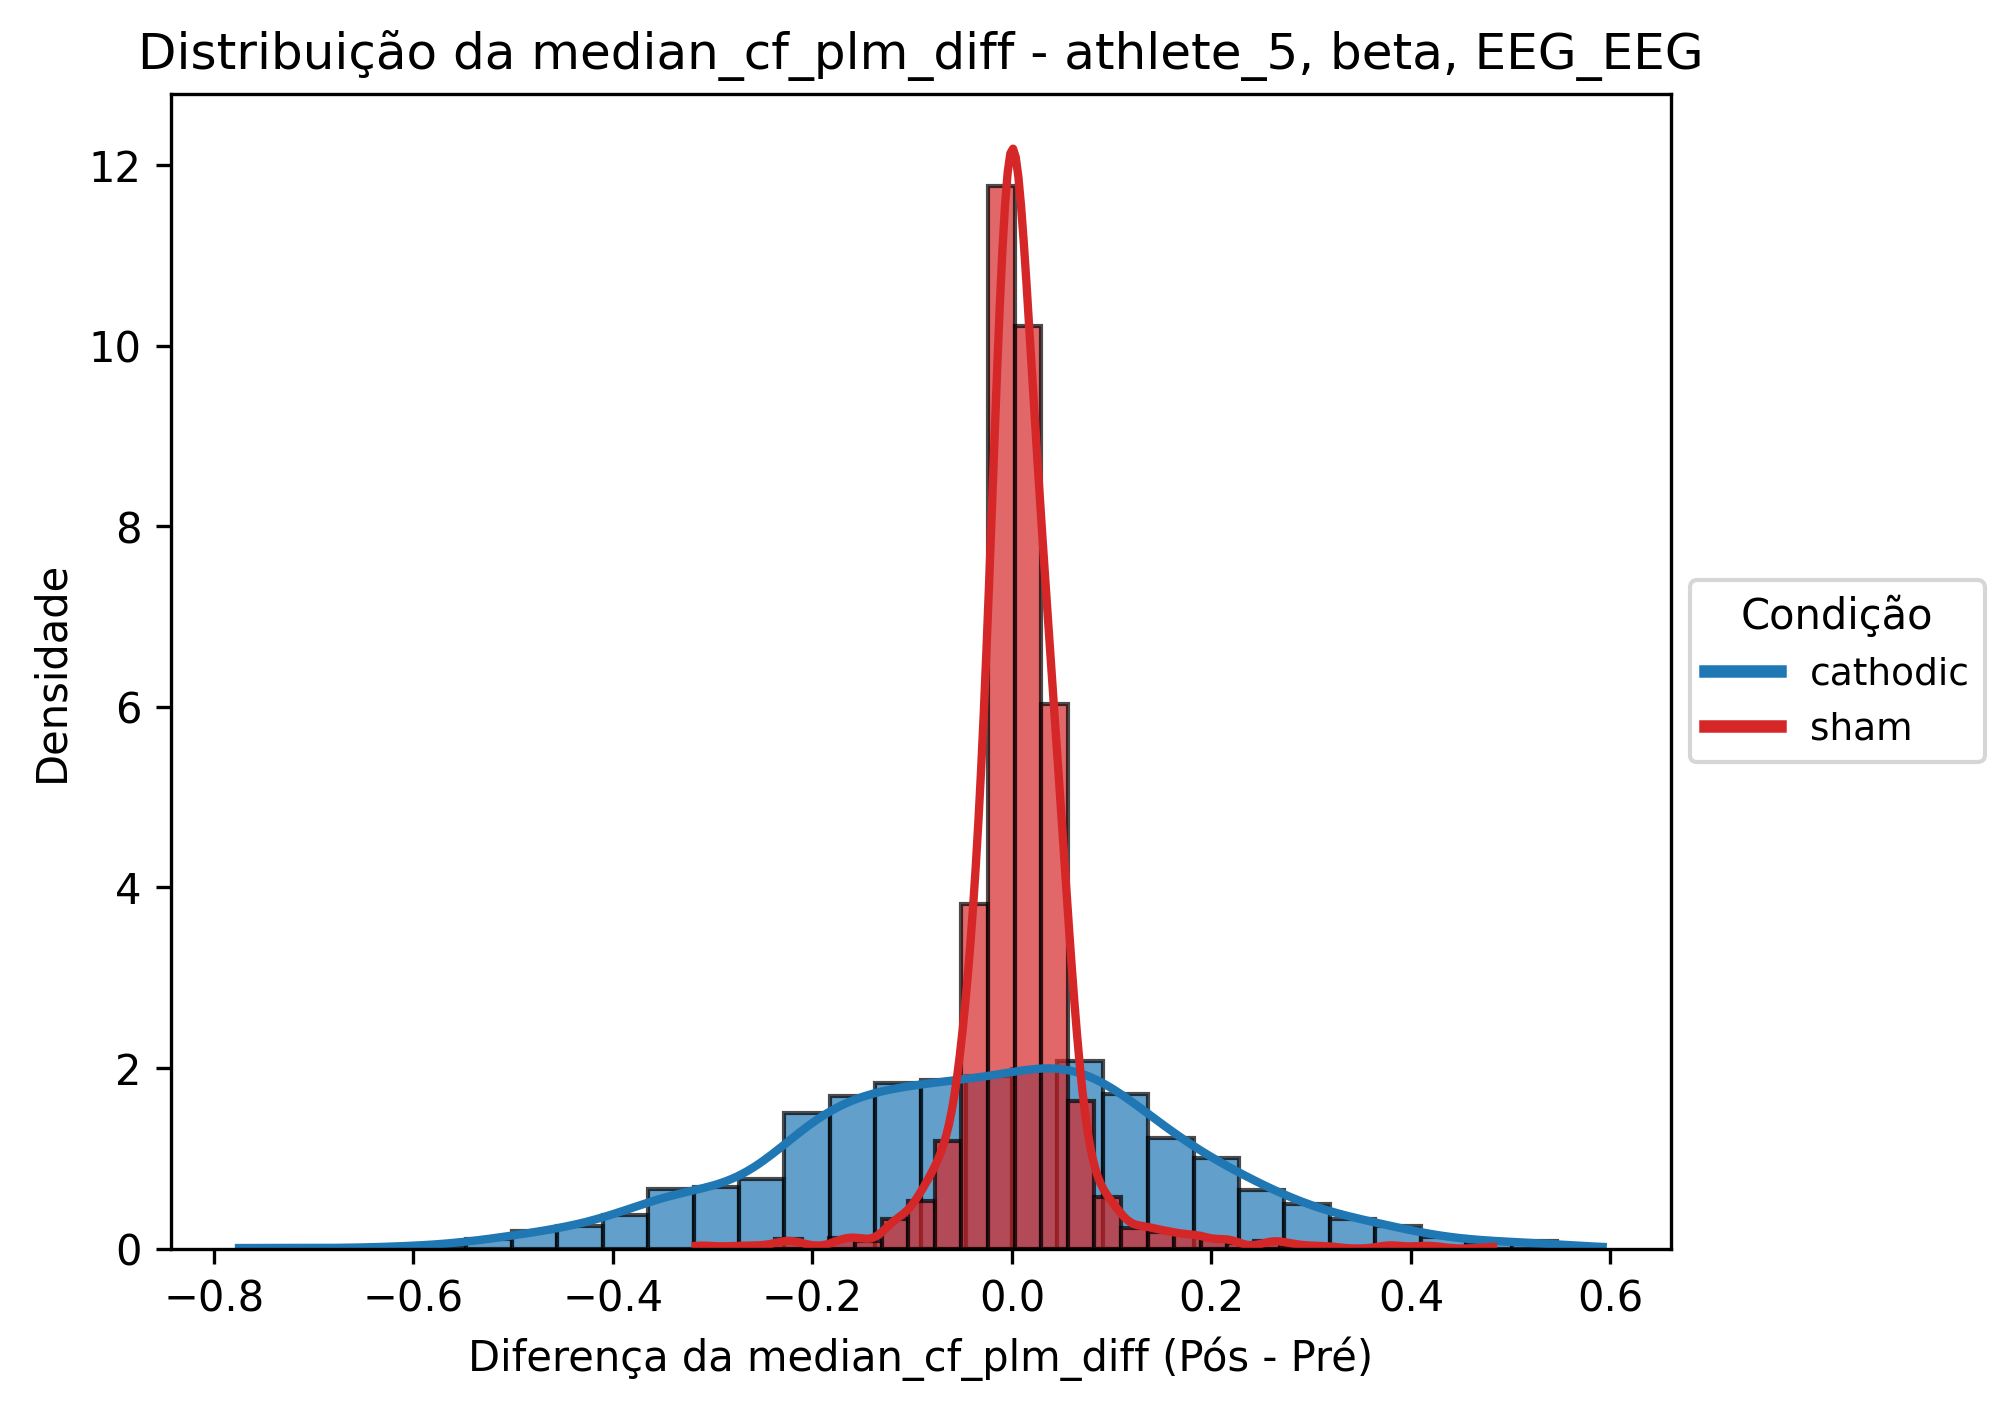 Distribuição da median_cf_plm_diff - athlete_5, beta, EEG_EEG
Densidade
12
10
8
6
4
2
0
−0.8 −0.6 −0.4 −0.2 0.0 0.2 0.4 0.6
Diferença da median_cf_plm_diff (Pós - Pré)
Condição
cathodic
sham